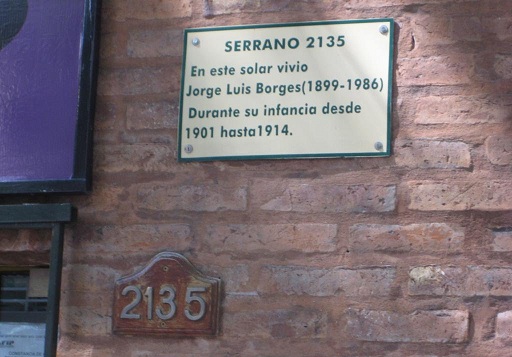 SERRANO 2135
En este solar vivio
Jorge Luis Borges(1899-1986)
Durante su infancia desde
1901 hasta1914.
2135